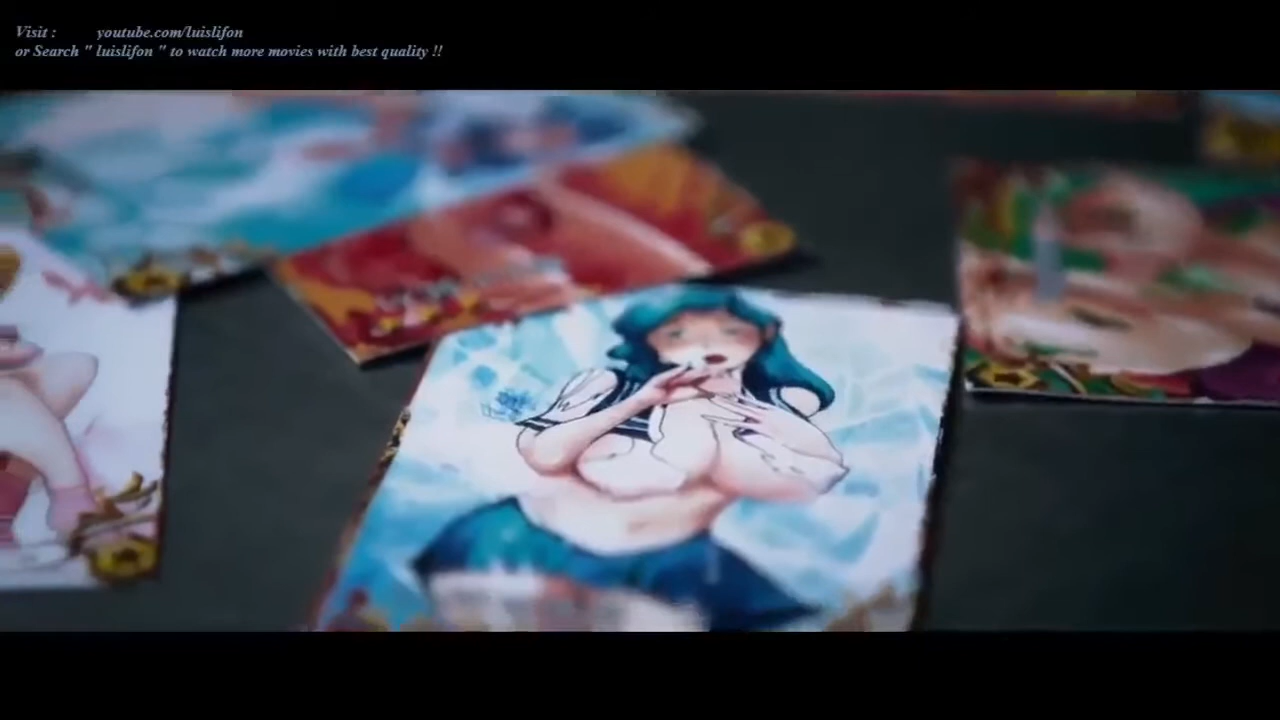 Visit : youtube.com/luislifon
or Search " luislifon " to watch more movies with best quality !!